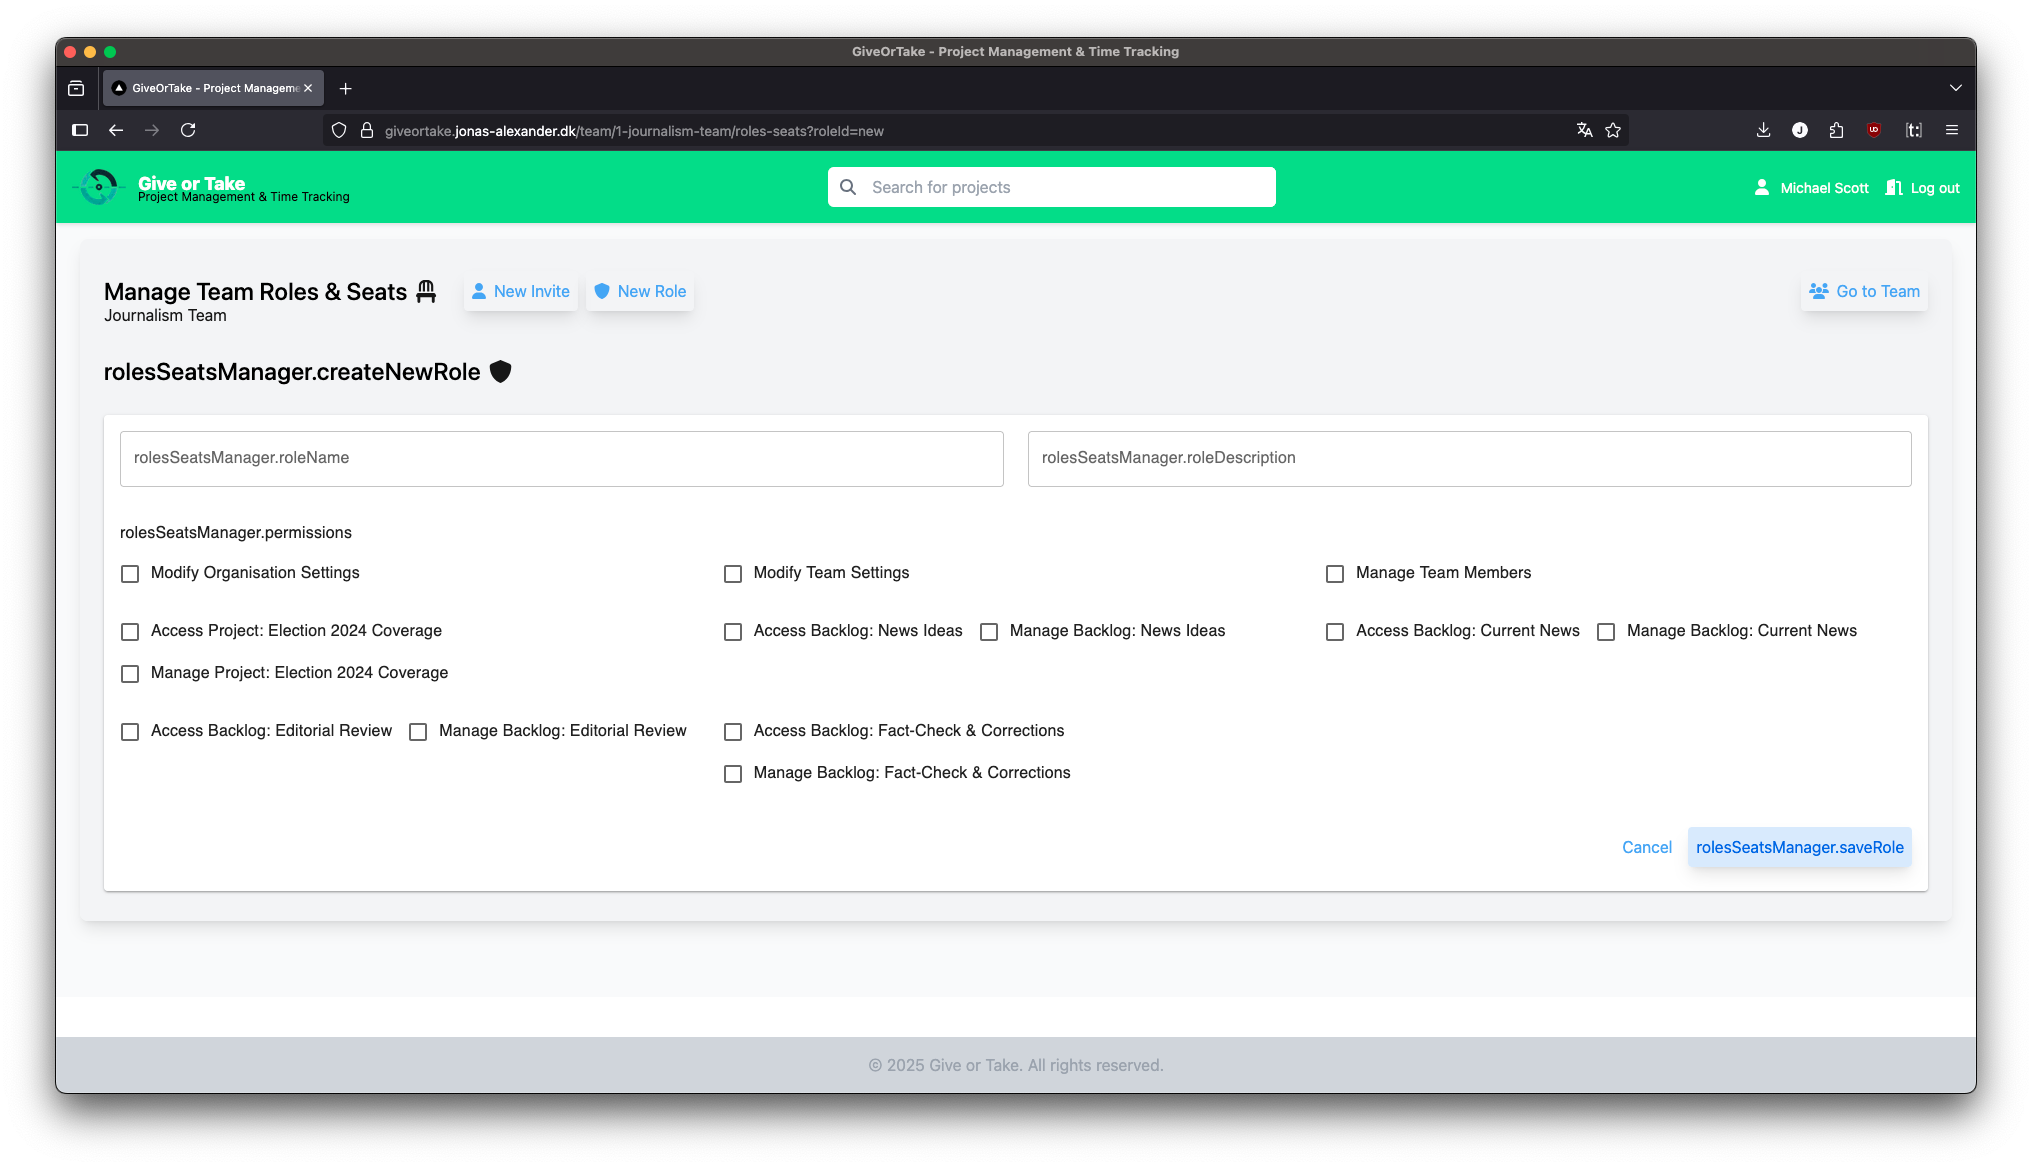 GiveOrTake - Project Management & Time Tracking
GiveOrTake - Project Manageme
giveortake.jonas-alexander.dk/team/1-journalism-team/roles-seats?roleId=new
J
UD
[t:]
Give or Take
Project Management & Time Tracking
Search for projects
Michael Scott
Log out
Manage Team Roles & Seats
New Invite
New Role
Go to Team
Journalism Team
rolesSeatsManager.createNewRole
rolesSeatsManager.roleName
rolesSeatsManager.roleDescription
rolesSeatsManager.permissions
Modify Organisation Settings
Modify Team Settings
Manage Team Members
Access Project: Election 2024 Coverage
Access Backlog: News Ideas
Manage Backlog: News Ideas
Access Backlog: Current News
Manage Backlog: Current News
Manage Project: Election 2024 Coverage
Access Backlog: Editorial Review
Manage Backlog: Editorial Review
Access Backlog: Fact-Check & Corrections
Manage Backlog: Fact-Check & Corrections
Cancel
rolesSeatsManager.saveRole
© 2025 Give or Take. All rights reserved.